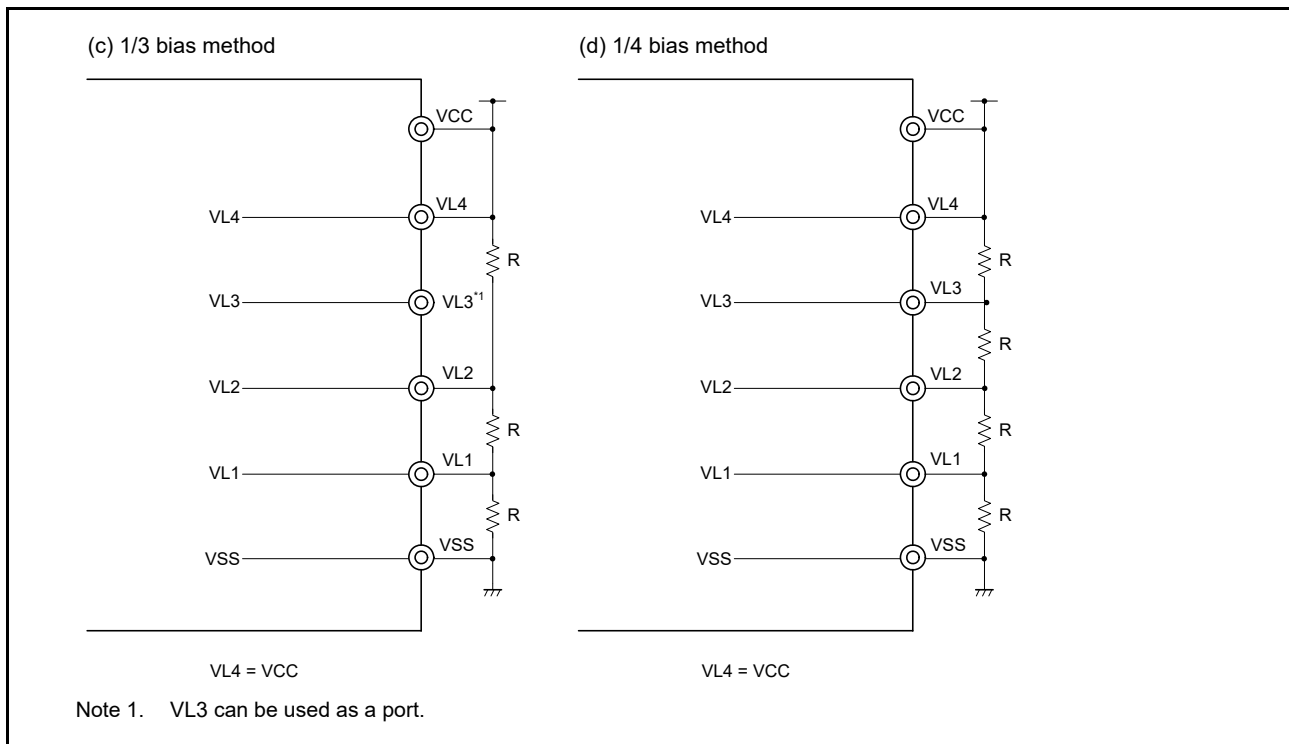 (c) 1/3 bias method
VCC
VL4 VL4
R
VL3 VL3*1
VL2 VL2
R
VL1 VL1
R
VSS VSS
VL4 = VCC
(d) 1/4 bias method
VCC
VL4 VL4
R
VL3 VL3
R
VL2 VL2
R
VL1 VL1
R
VSS VSS
VL4 = VCC
Note 1. VL3 can be used as a port.